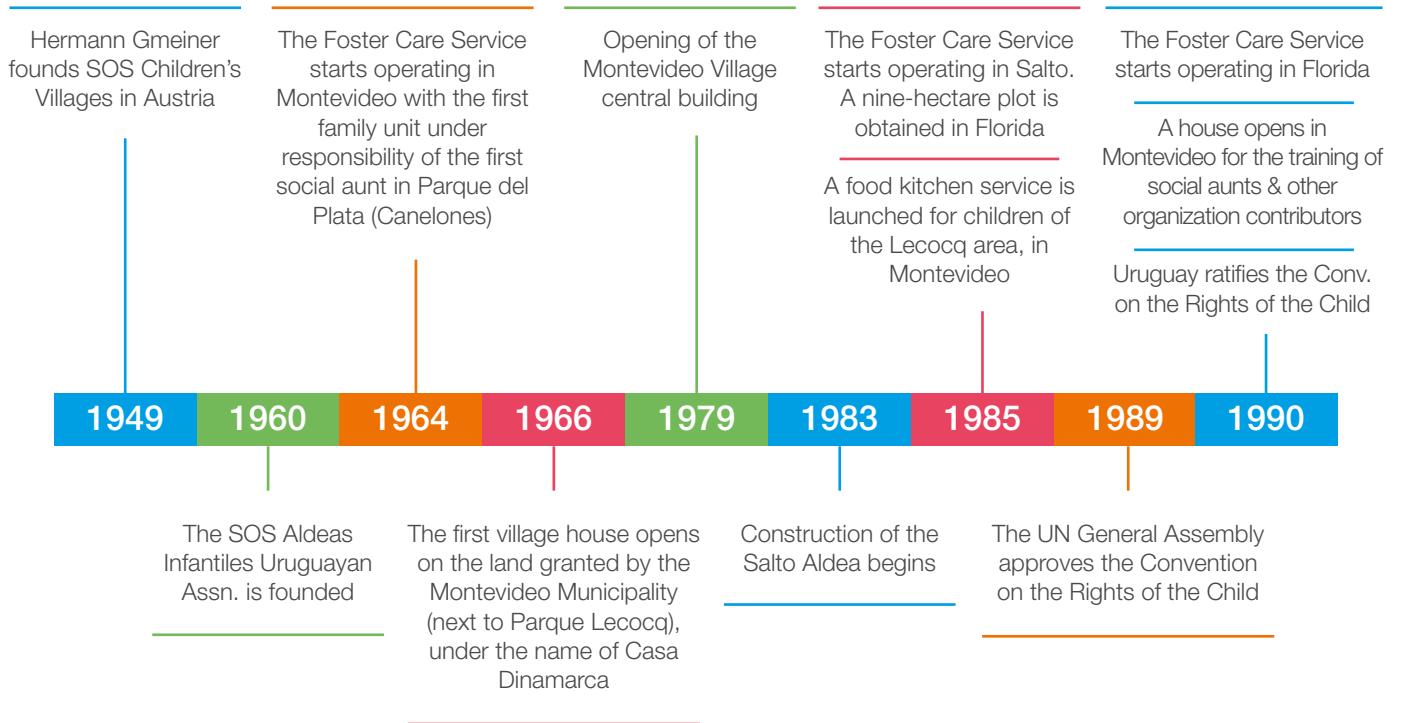 Hermann Gmeiner
founds SOS Children's
Villages in Austria
The Foster Care Service
starts operating in
Montevideo with the first
family unit under
responsibility of the first
social aunt in Parque del
Plata (Canelones)
Opening of the
Montevideo Village
central building
The Foster Care Service
starts operating in Salto.
A nine-hectare plot is
obtained in Florida
A food kitchen service is
launched for children of
the Lecocq area, in
Montevideo
The Foster Care Service
starts operating in Florida
A house opens in
Montevideo for the training of
social aunts & other
organization contributors
Uruguay ratifies the Conv.
on the Rights of the Child
1949 1960 1964 1966 1979 1983 1985 1989 1990
The SOS Aldeas
Infantiles Uruguayan
Assn. is founded
The first village house opens
on the land granted by the
Montevideo Municipality
(next to Parque Lecocq),
under the name of Casa
Dinamarca
Construction of the
Salto Aldea begins
The UN General Assembly
approves the Convention
on the Rights of the Child